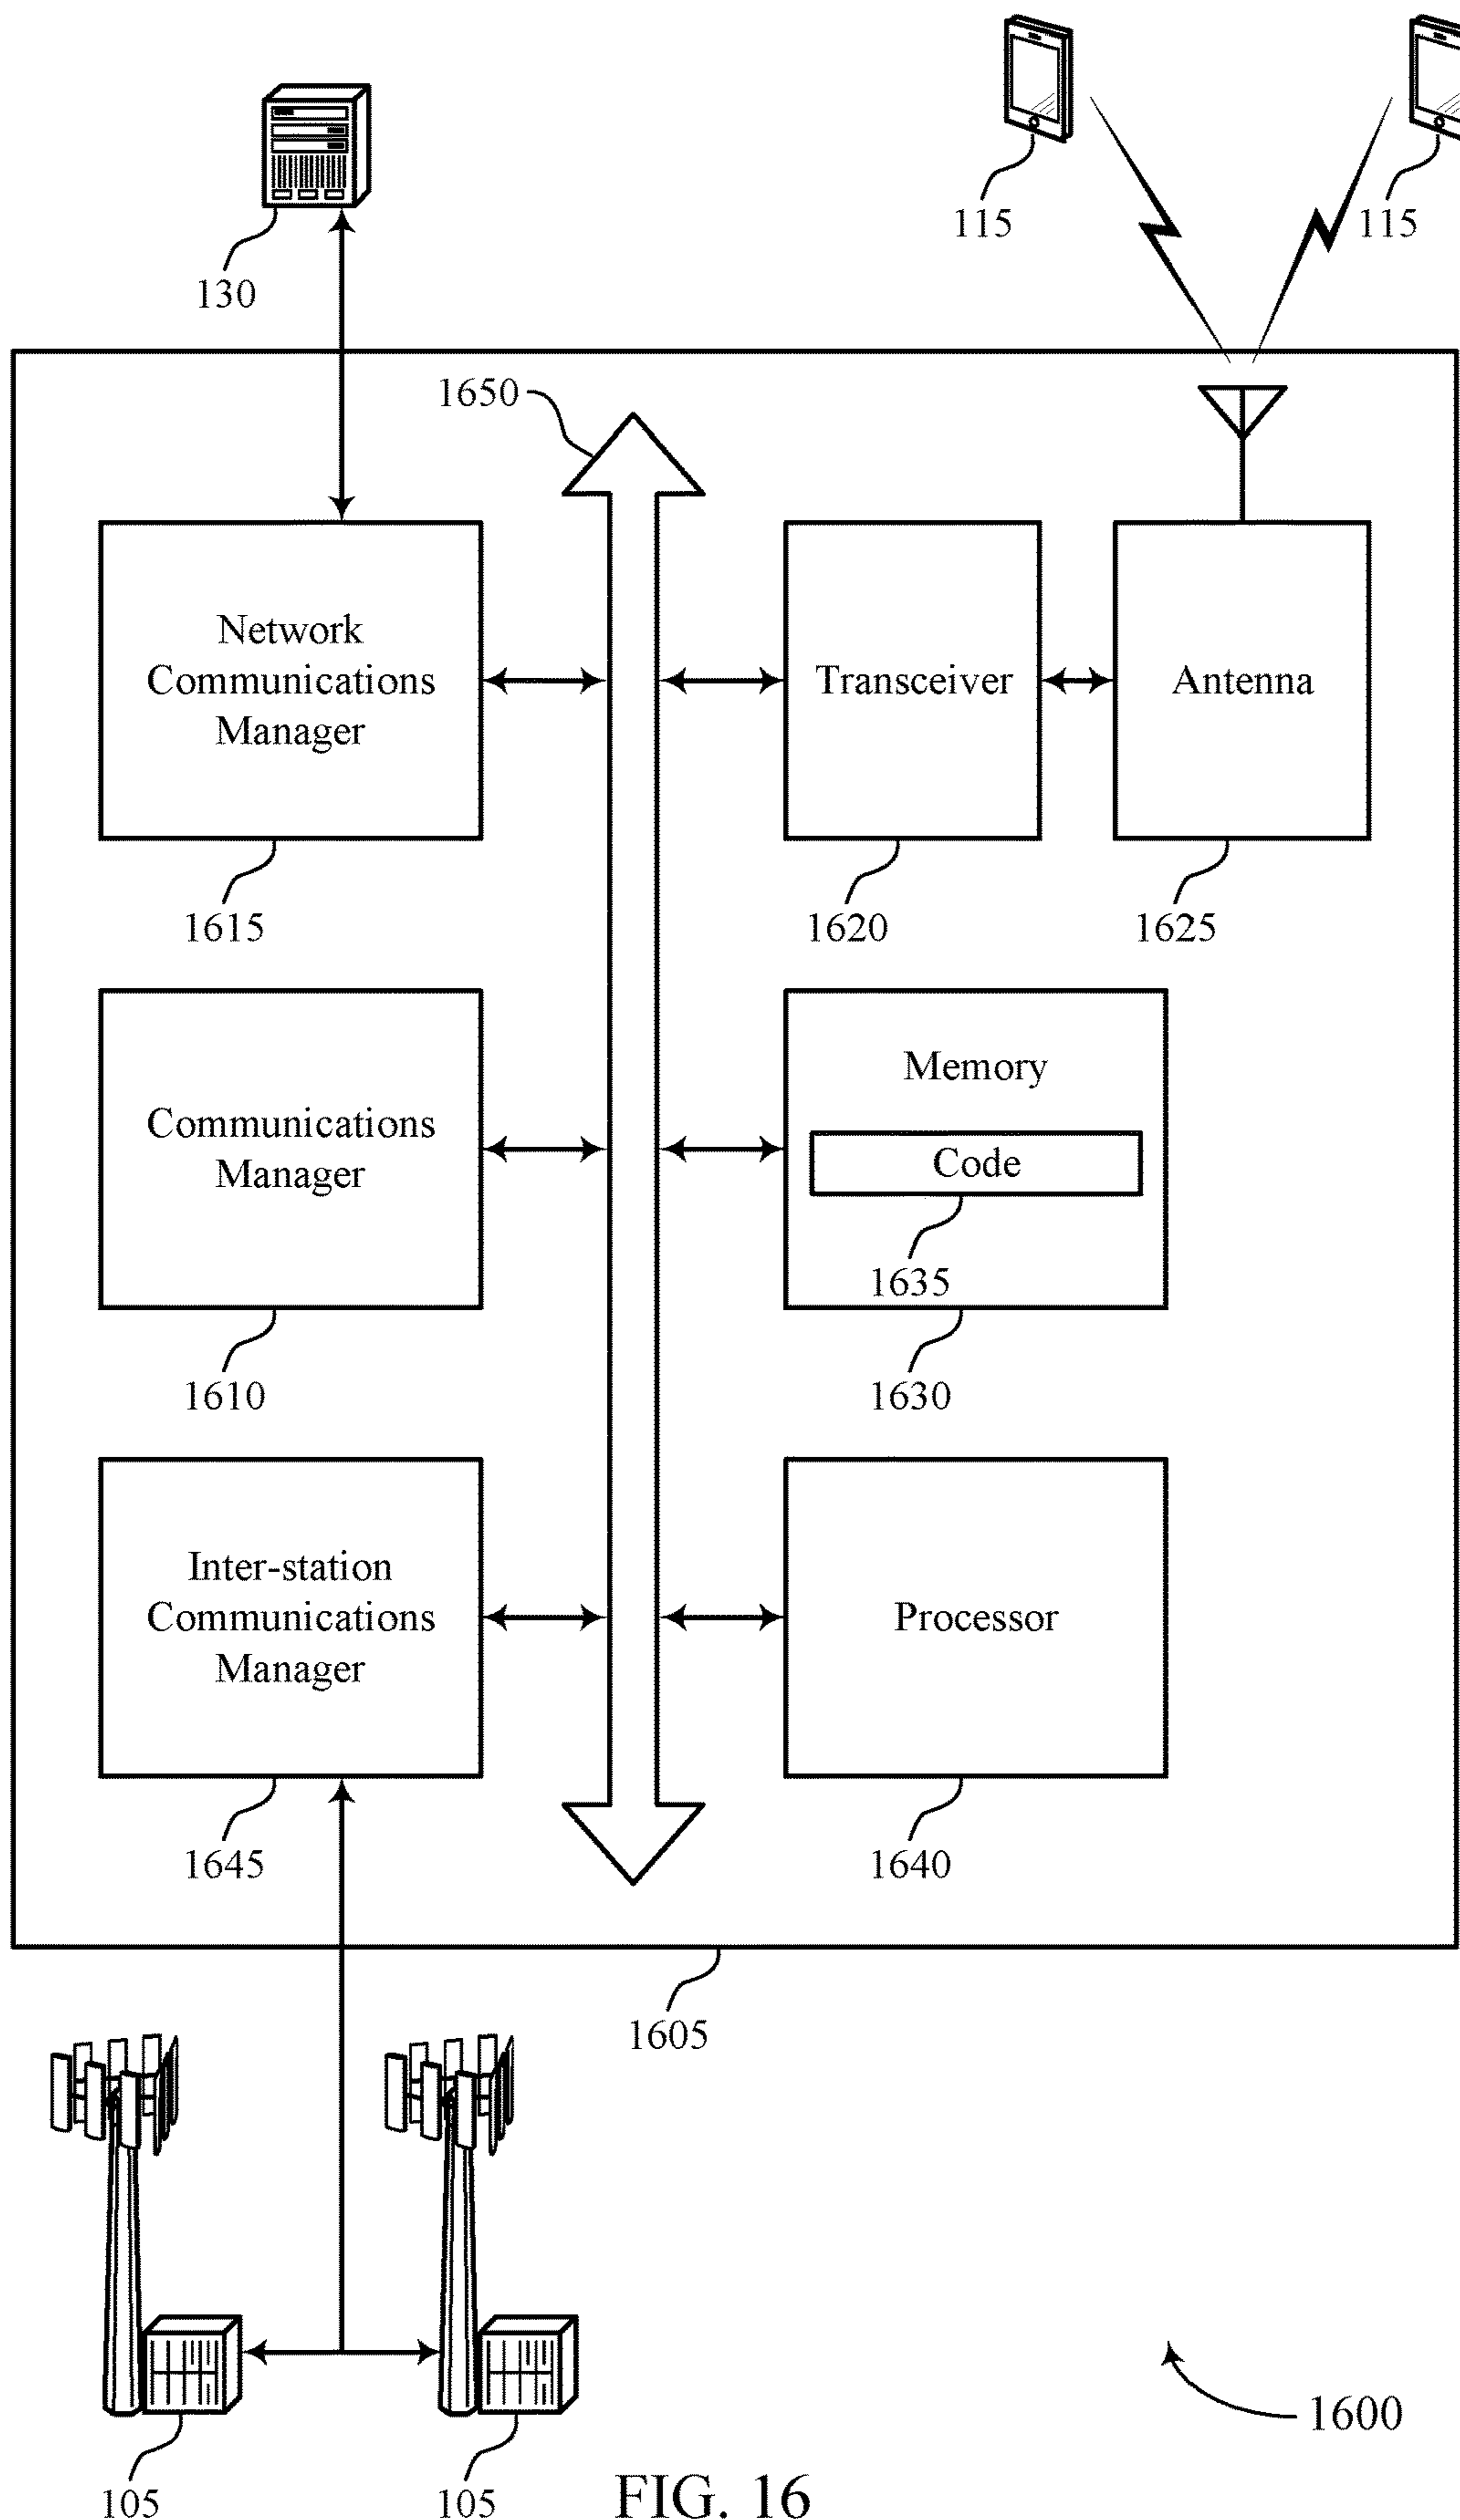 115
115
130
1650
Network
Communications
Manager
Transceiver
Antenna
1615
1620
1625
Communications
Manager
Memory
Code
1635
1610
1630
Inter-station
Communications
Manager
Processor
1645
1640
1605
1600
105
105
FIG. 16